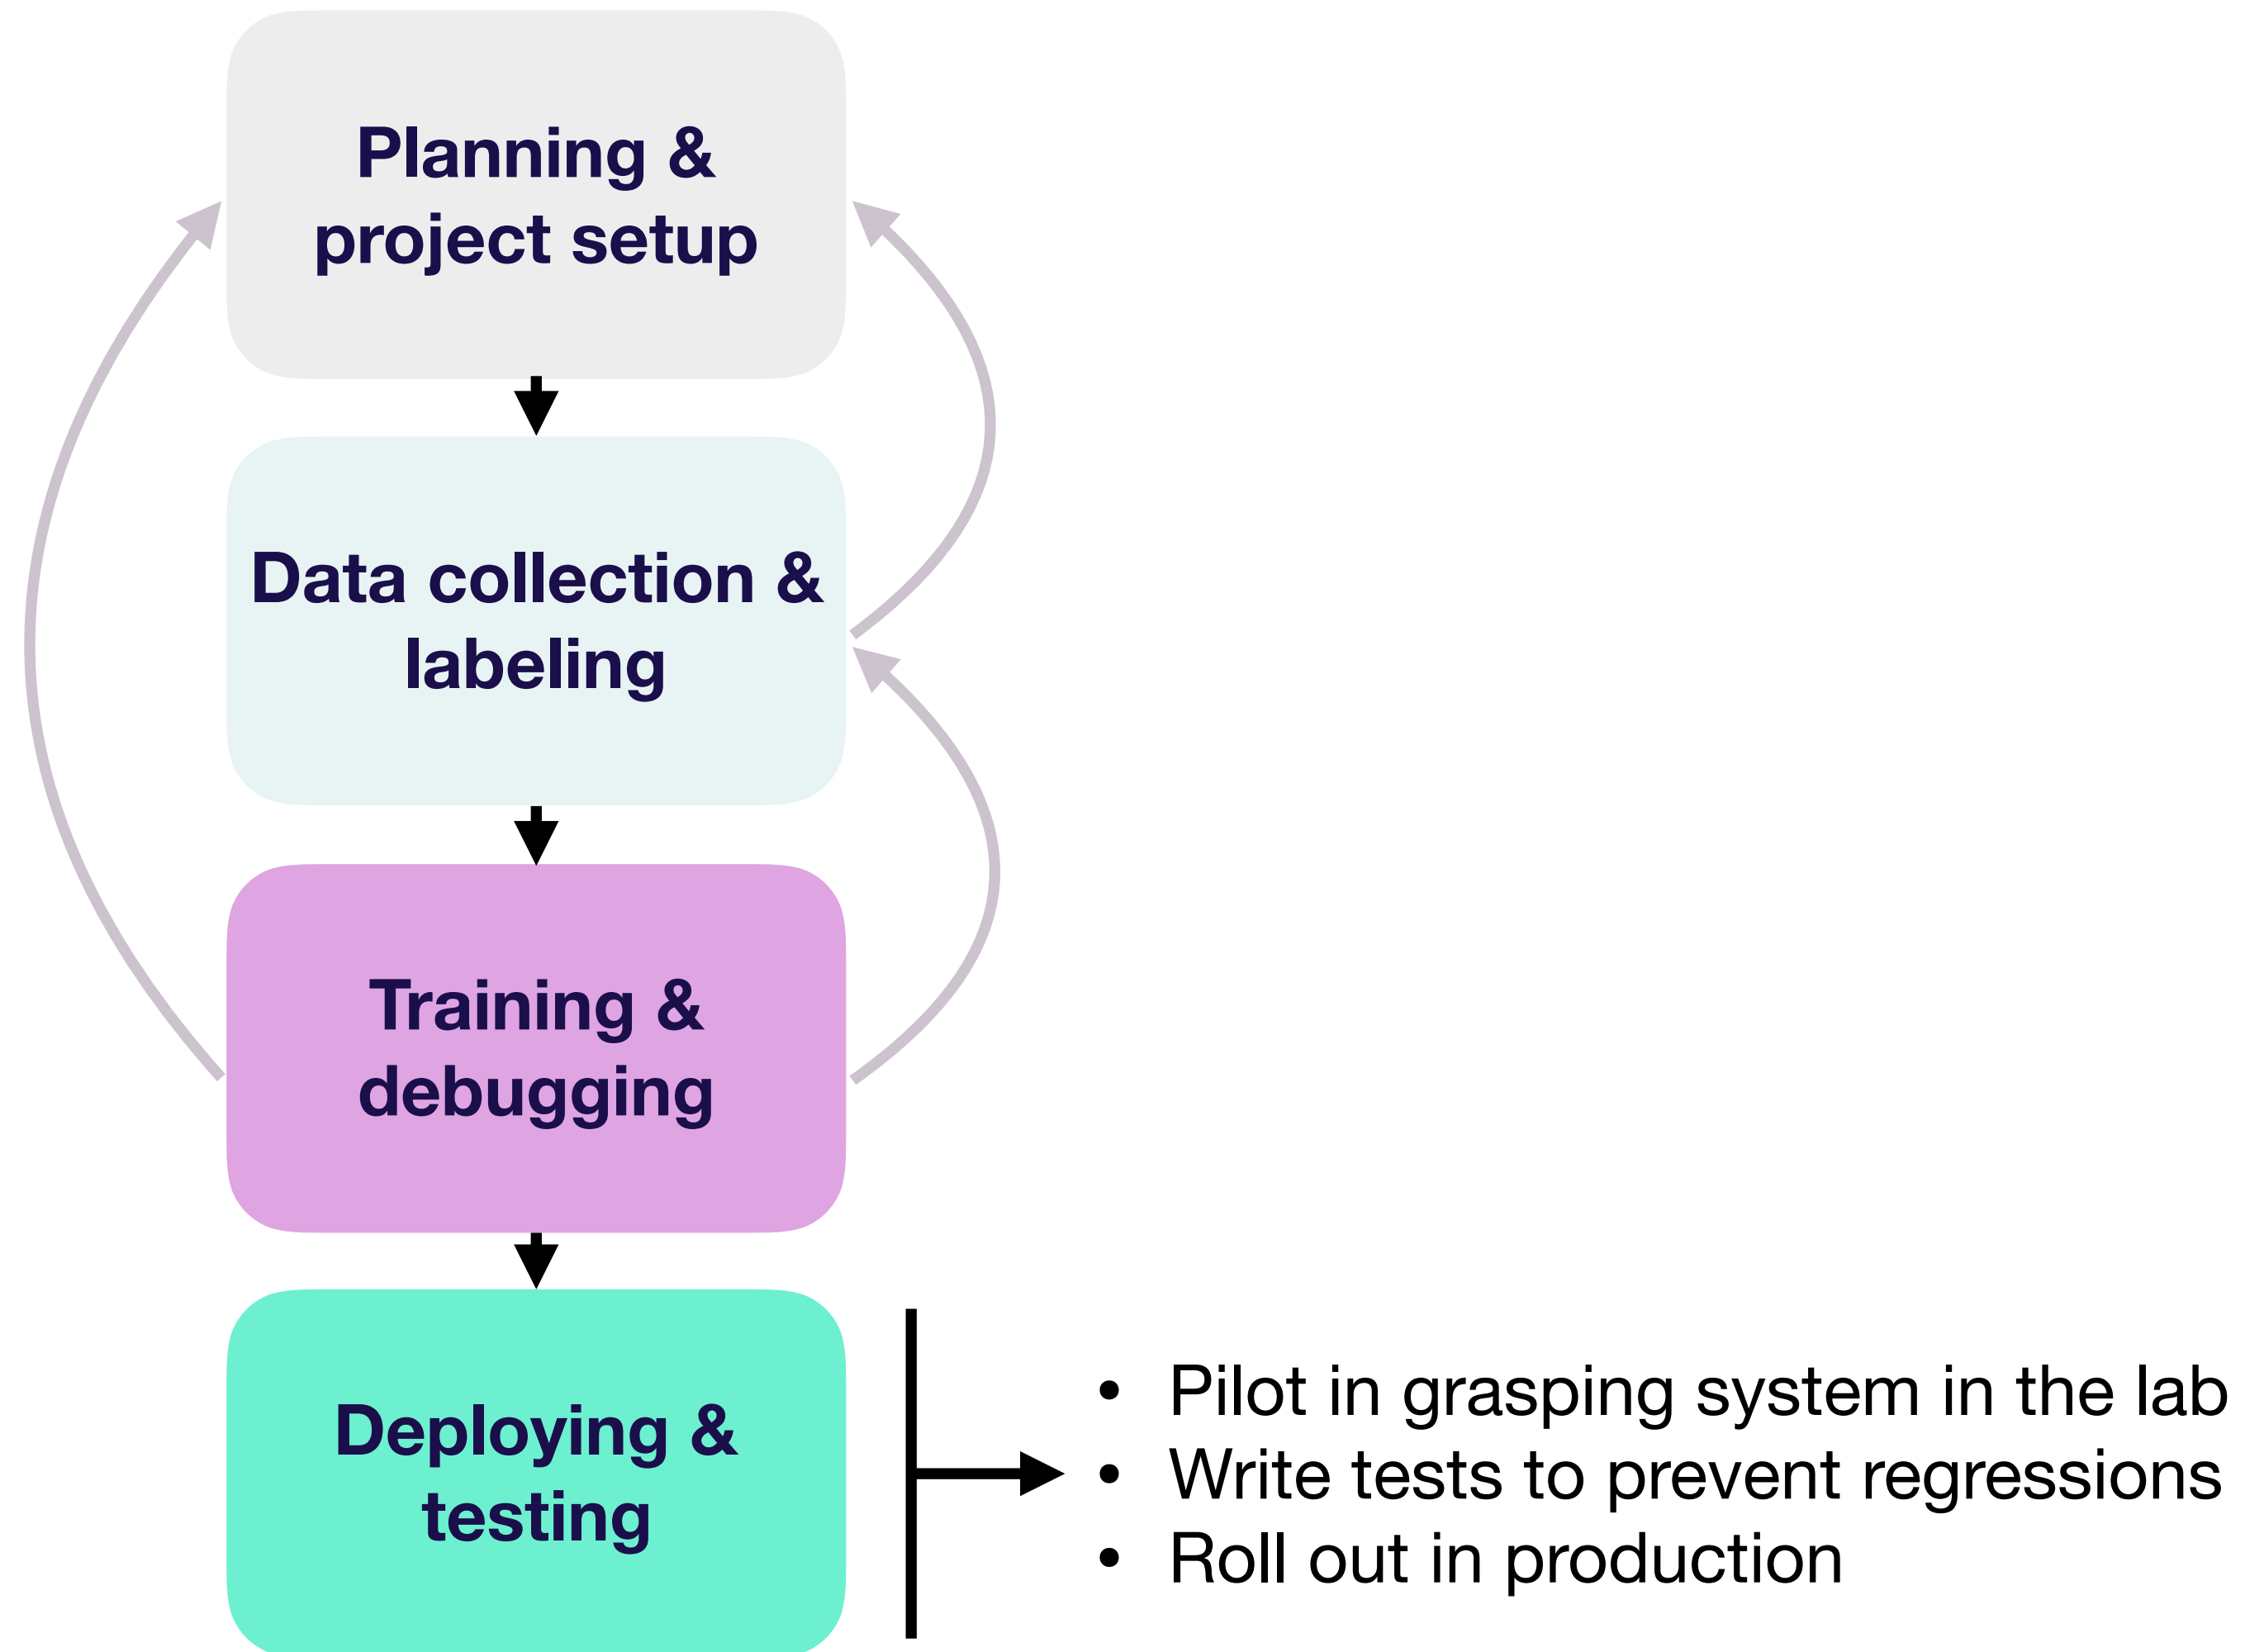 Planning &
project setup
Data collection &
labeling
Training &
debugging
Deploying &
testing
• Pilot in grasping system in the lab
• Write tests to prevent regressions
• Roll out in production